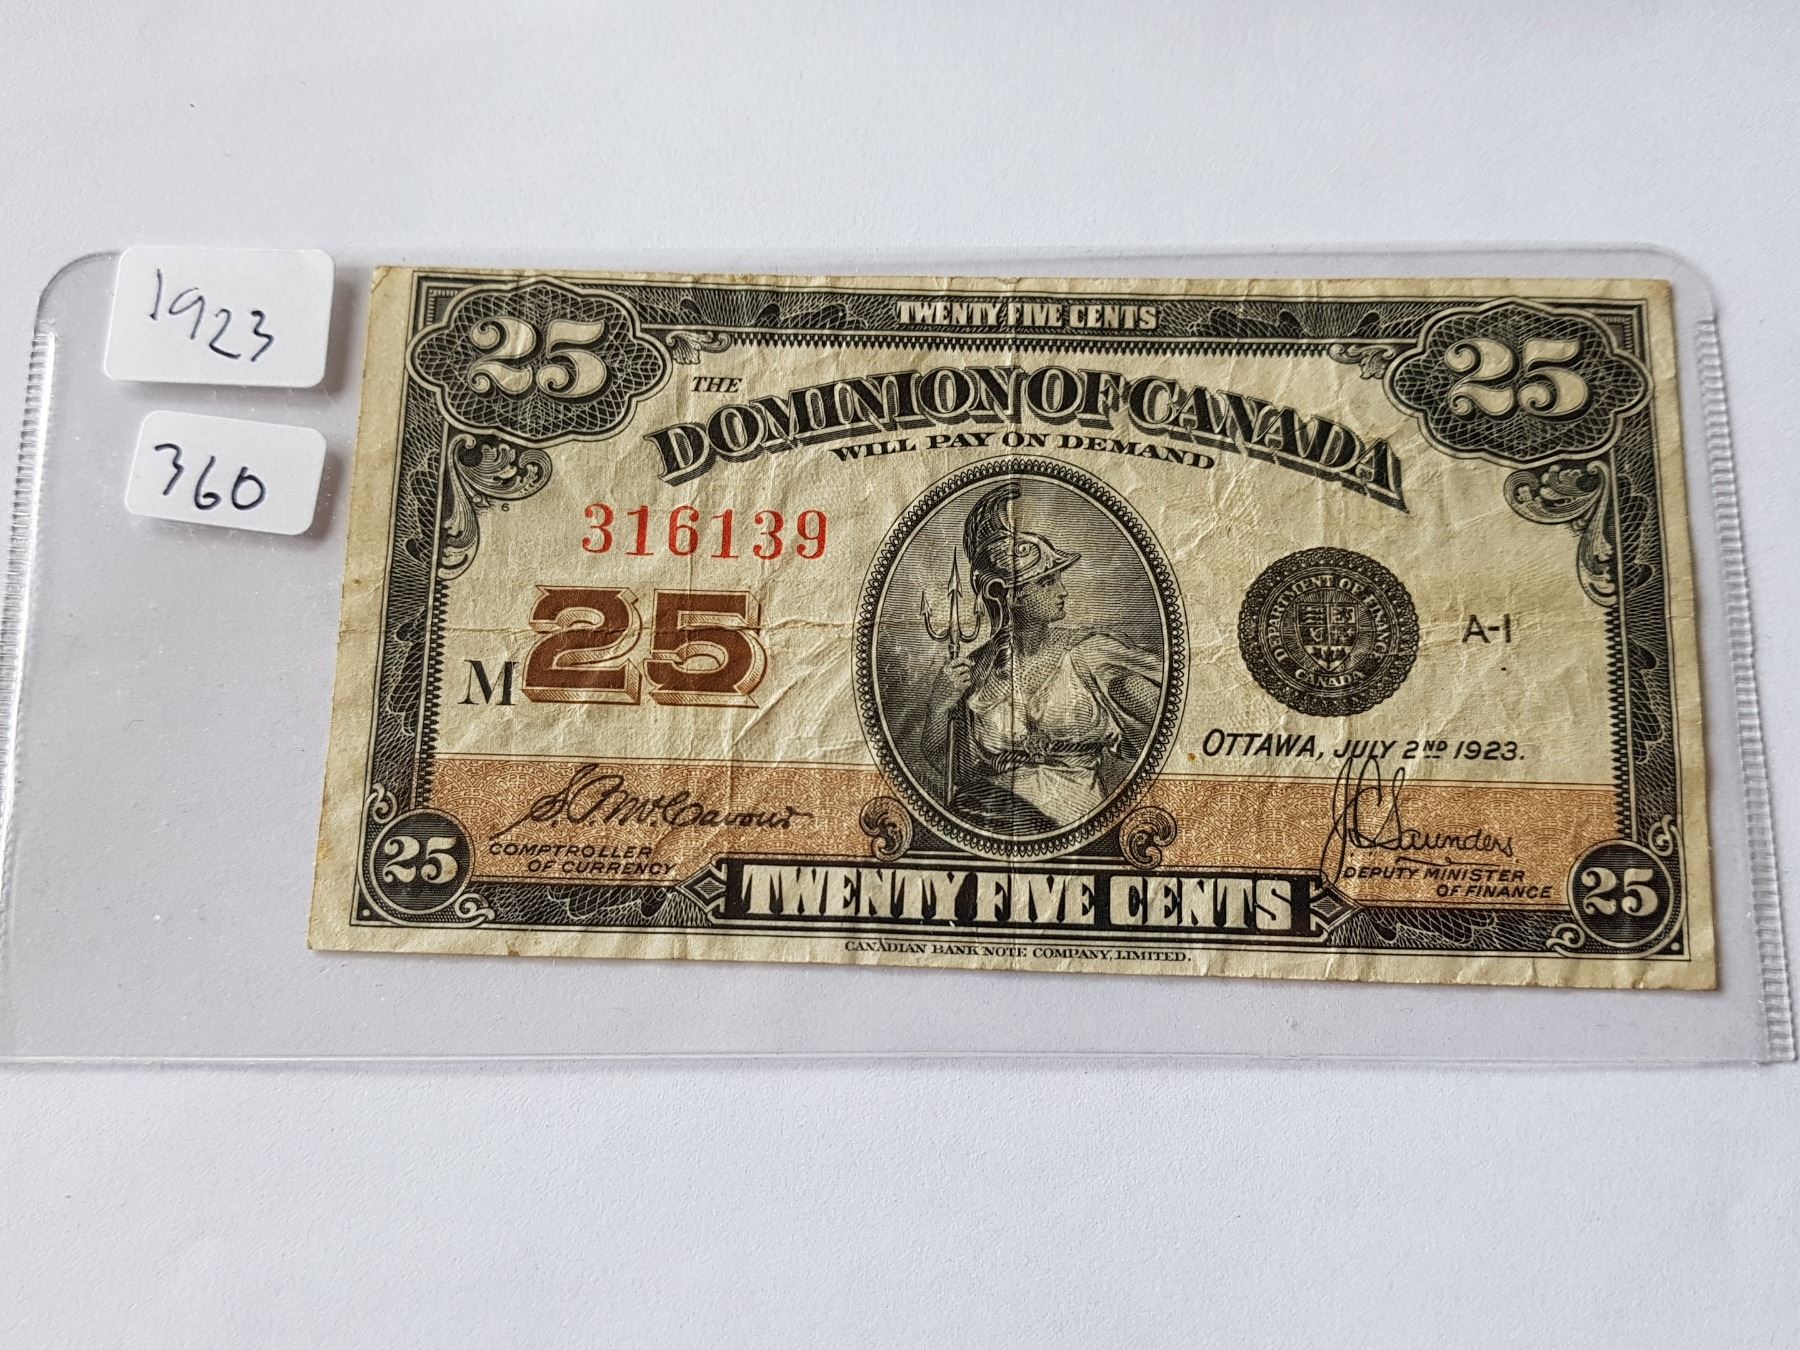 1923
360
TWENTY FIVE CENTS
25 25
THE
DOMINION OF CANADA
WILL PAY ON DEMAND
6
316139
M 25
DEPARTMENT OF FINANCE
CANADA
A-1
OTTAWA, JULY 2ND 1923.
J.C. Saunders
COMPTROLLER
OF CURRENCY
DEPUTY MINISTER
OF FINANCE
25 25
TWENTY FIVE CENTS
CANADIAN BANK NOTE COMPANY, LIMITED.